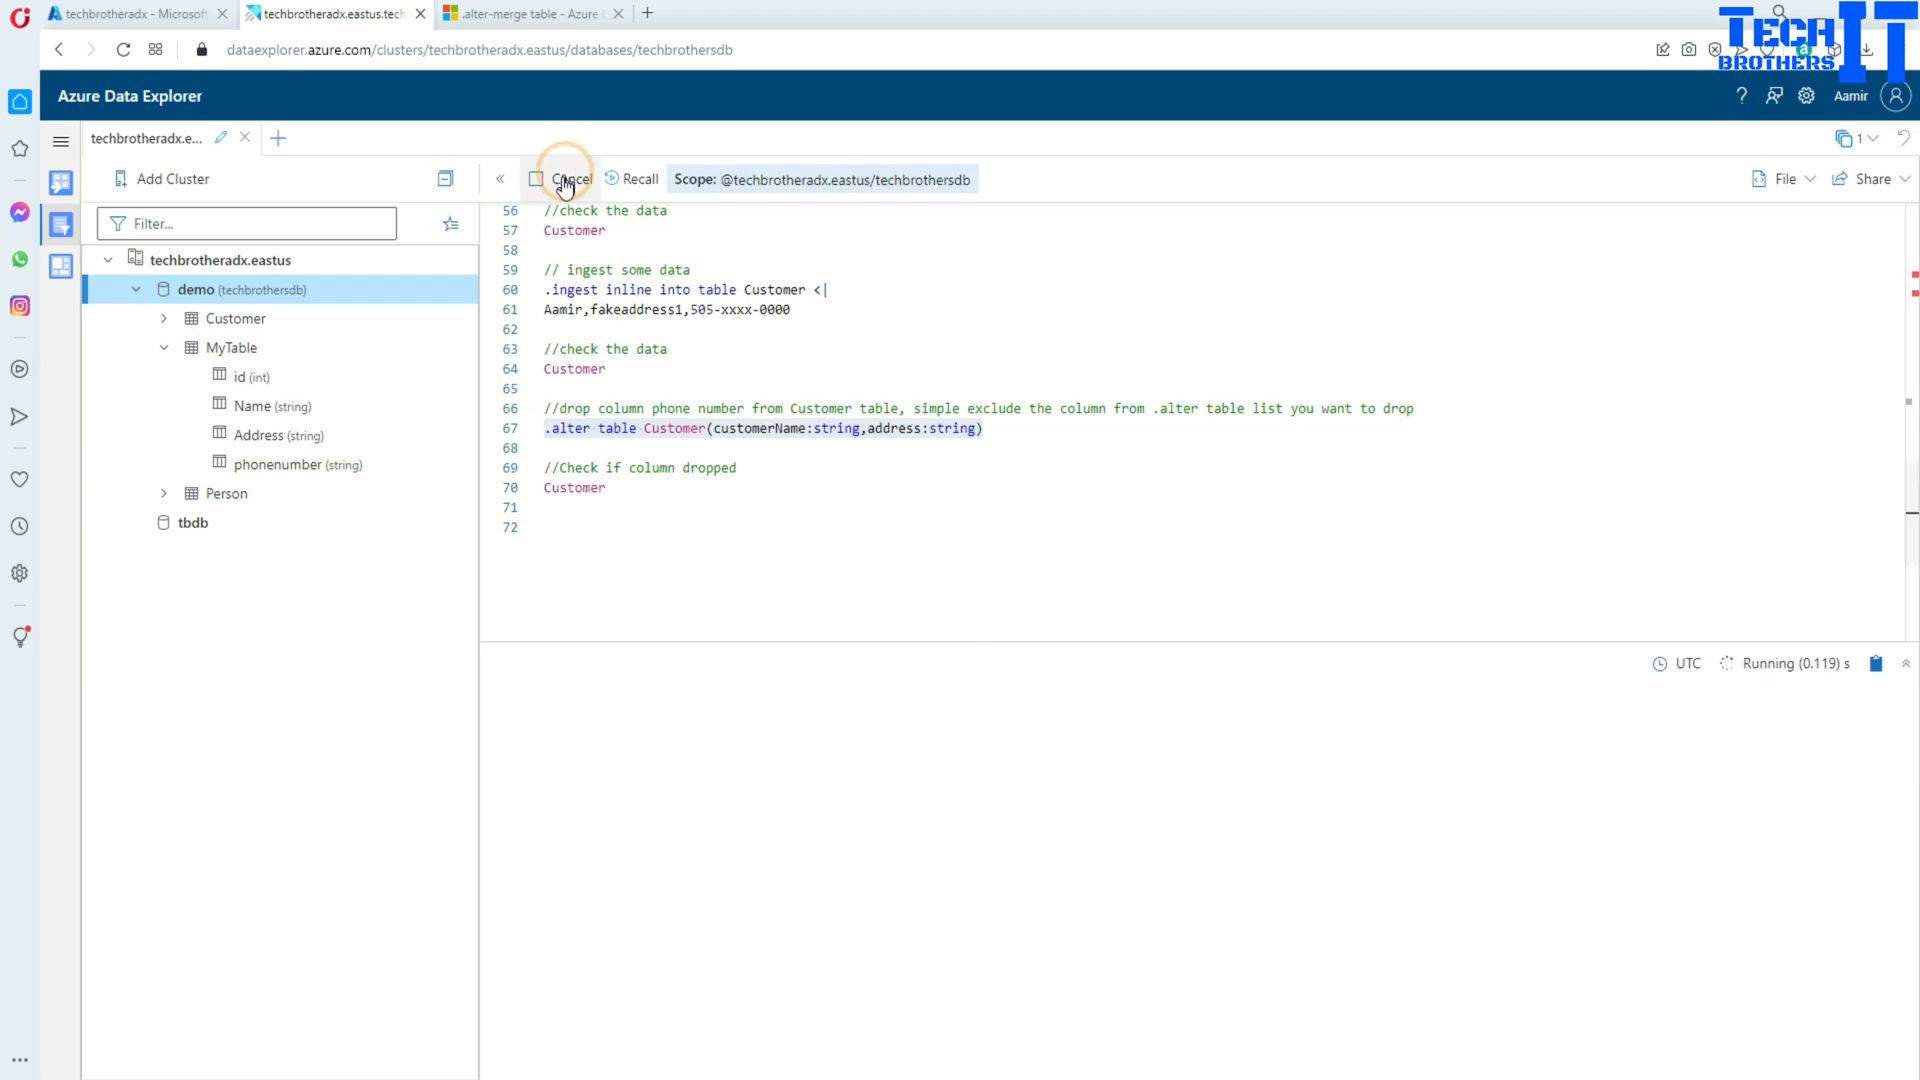 techbrotheradx - Microsoft
techbrotheradx.eastus.tech
.alter-merge table - Azure
dataexplorer.azure.com/clusters/techbrotheradx.eastus/databases/techbrothersdb
TECH IT
BROTHERS
Azure Data Explorer
Aamir
techbrotheradx.e...
1
Add Cluster
Cancel
Recall
Scope: @techbrotheradx.eastus/techbrothersdb
File
Share
Filter...
techbrotheradx.eastus
demo (techbrothersdb)
Customer
MyTable
id (int)
Name (string)
Address (string)
phonenumber (string)
Person
tbdb
56 //check the data
57 Customer
58
59 // ingest some data
60 .ingest inline into table Customer <|
61 Aamir,fakeaddress1,505-xxxx-0000
62
63 //check the data
64 Customer
65
66 //drop column phone number from Customer table, simple exclude the column from .alter table list you want to drop
67 .alter table Customer(customerName:string,address:string)
68
69 //Check if column dropped
70 Customer
71
72
UTC
Running (0.119) s